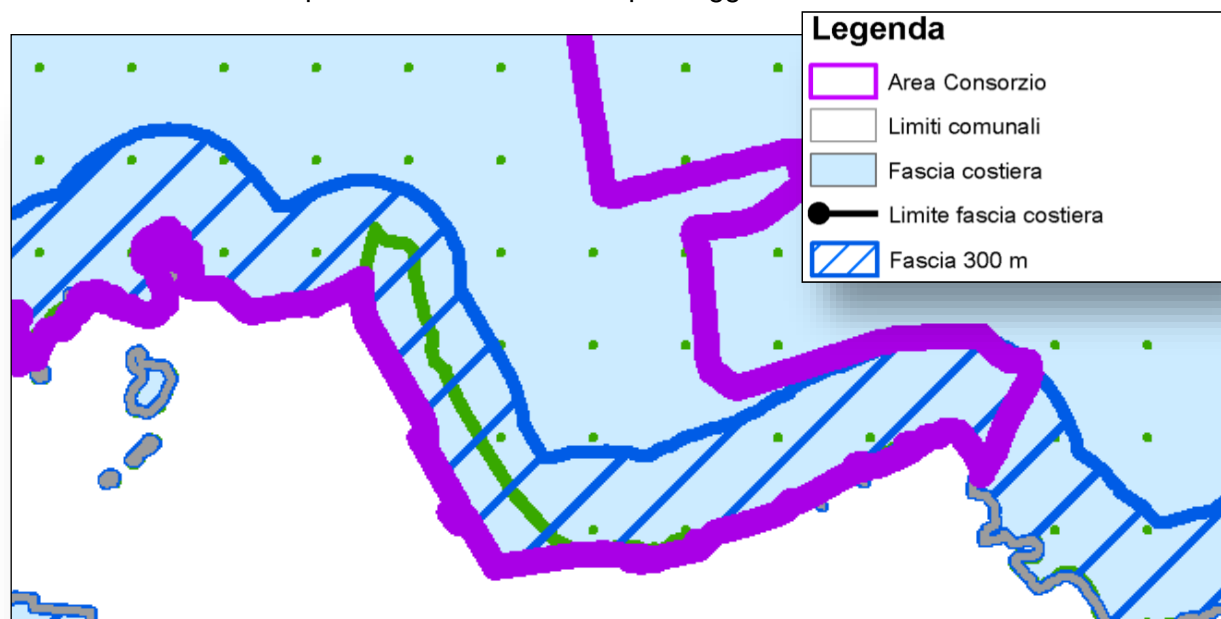 Legenda
Area Consorzio
Limiti comunali
Fascia costiera
Limite fascia costiera
Fascia 300 m